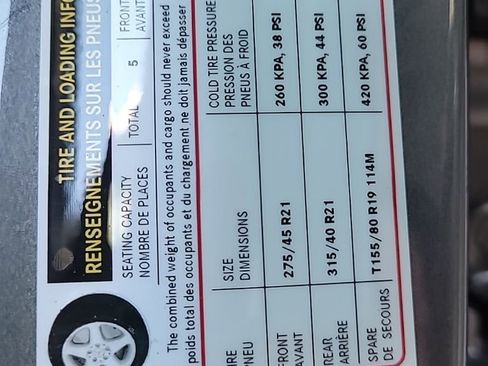 TIRE AND LOADING INFO
RENSEIGNEMENTS SUR LES PNEUS
SEATING CAPACITY
NOMBRE DE PLACES
TOTAL 5
FRONT
AVANT
The combined weight of occupants and cargo should never exceed
poids total des occupants et du chargement ne doit jamais dépasser
IRE
PNEU
SIZE
DIMENSIONS
COLD TIRE PRESSURE
PRESSION DES
PNEUS À FROID
FRONT
AVANT
275/45 R21
260 KPA, 38 PSI
REAR
ARRIÈRE
315/40 R21
300 KPA, 44 PSI
SPARE
DE SECOURS
T155/80 R19 114M
420 KPA, 60 PSI